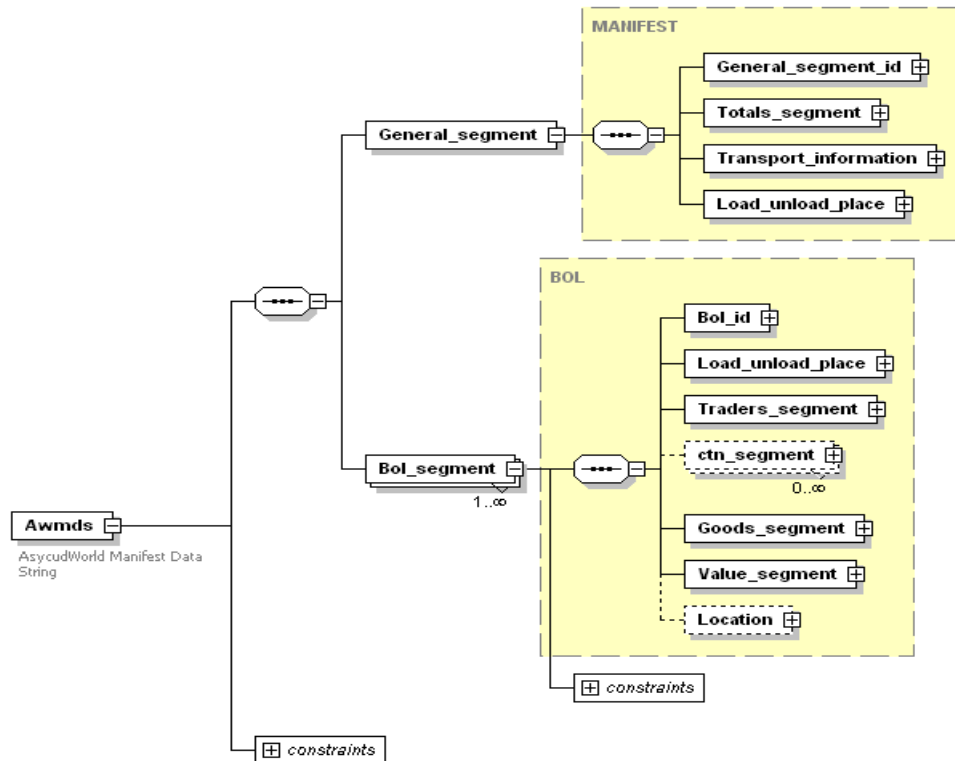 MANIFEST
General_segment_id
Totals_segment
General_segment
Transport_information
Load_unload_place
BOL
Bol_id
Load_unload_place
Traders_segment
ctn_segment
0..∞
Bol_segment
1..∞
Goods_segment
Value_segment
Location
Awmds
AsycudWorld Manifest Data
String
constraints
constraints